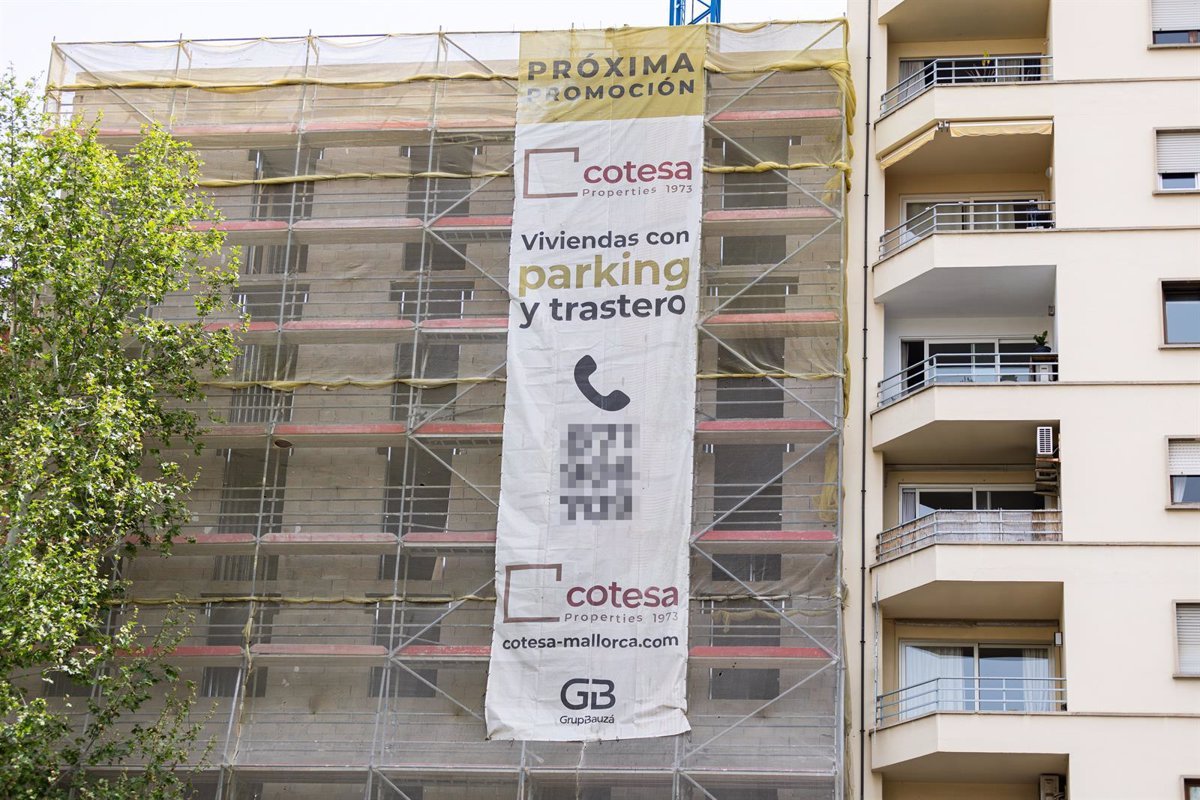 PRÓXIMA
PROMOCIÓN
cotesa
Properties 1973
Viviendas con
parking
y trastero
cotesa
Properties 1973
cotesa-mallorca.com
GB
GrupBauzá